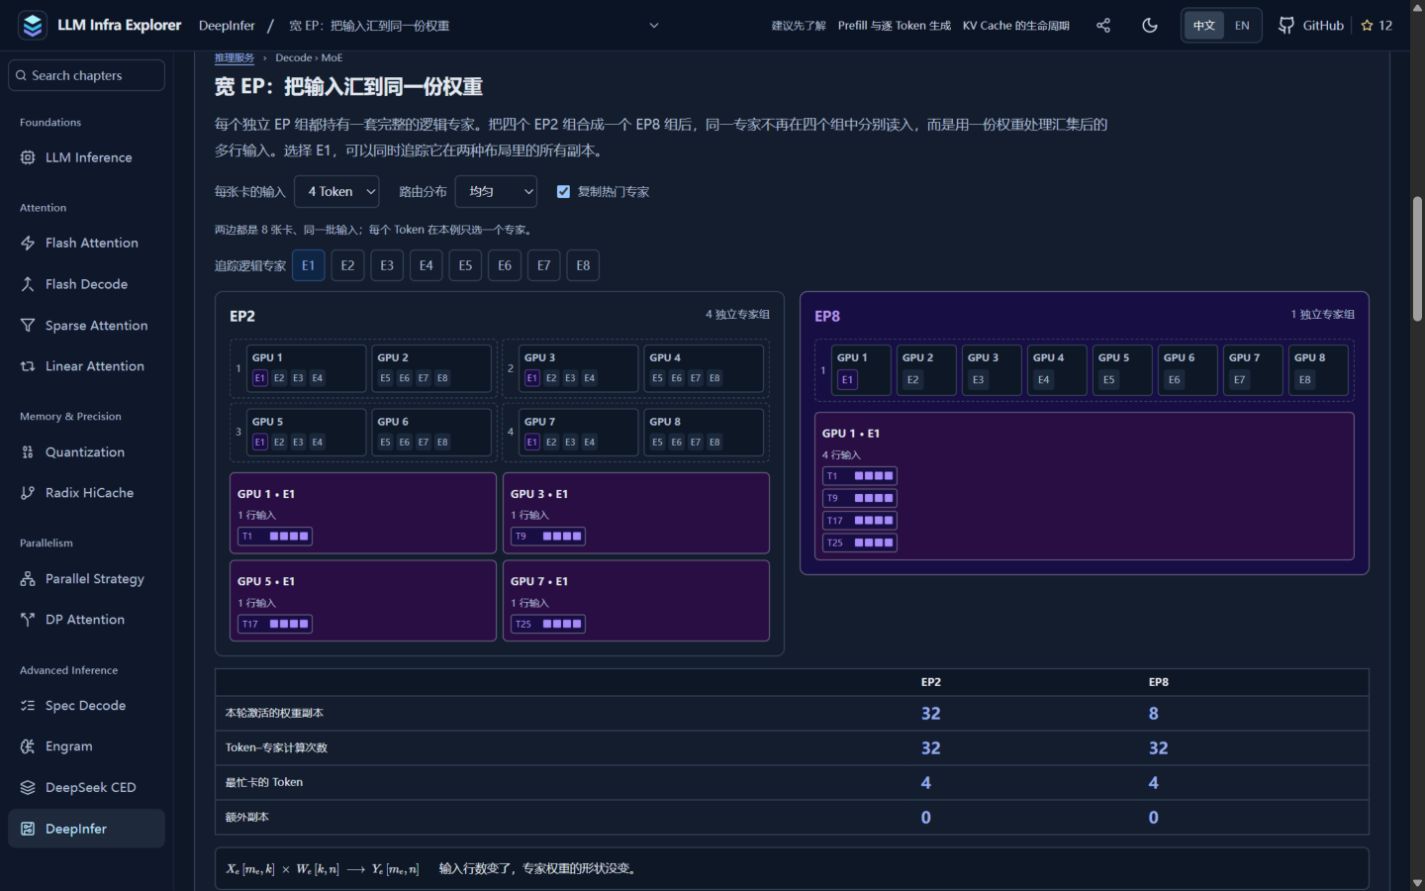 LLM Infra Explorer
DeepInfer / 宽 EP：把输入汇到同一份权重
建议先了解 Prefill 与逐 Token 生成 KV Cache 的生命周期
中文 EN GitHub 12
Search chapters
Foundations
LLM Inference
Attention
Flash Attention
Flash Decode
Sparse Attention
Linear Attention
Memory & Precision
Quantization
Radix HiCache
Parallelism
Parallel Strategy
DP Attention
Advanced Inference
Spec Decode
Engram
DeepSeek CED
DeepInfer
推理服务 › Decode › MoE
宽 EP：把输入汇到同一份权重
每个独立 EP 组都持有一套完整的逻辑专家。把四个 EP2 组合成一个 EP8 组后，同一专家不再在四个组中分别读入，而是用一份权重处理汇集后的
多行输入。选择 E1，可以同时追踪它在两种布局里的所有副本。
每张卡的输入 4 Token 路由分布 均匀 复制热门专家
两边都是 8 张卡、同一批输入；每个 Token 在本例只选一个专家。
追踪逻辑专家 E1 E2 E3 E4 E5 E6 E7 E8
EP2 4 独立专家组
1 GPU 1 E1 E2 E3 E4 GPU 2 E5 E6 E7 E8
2 GPU 3 E1 E2 E3 E4 GPU 4 E5 E6 E7 E8
3 GPU 5 E1 E2 E3 E4 GPU 6 E5 E6 E7 E8
4 GPU 7 E1 E2 E3 E4 GPU 8 E5 E6 E7 E8
GPU 1 • E1
1 行输入
T1
GPU 3 • E1
1 行输入
T9
GPU 5 • E1
1 行输入
T17
GPU 7 • E1
1 行输入
T25
EP8 1 独立专家组
1 GPU 1 E1 GPU 2 E2 GPU 3 E3 GPU 4 E4 GPU 5 E5 GPU 6 E6 GPU 7 E7 GPU 8 E8
GPU 1 • E1
4 行输入
T1
T9
T17
T25
EP2 EP8
本轮激活的权重副本 32 8
Token–专家计算次数 32 32
最忙卡的 Token 4 4
额外副本 0 0
Xₑ[mₑ,k] × Wₑ[k,n] ⟶ Yₑ[mₑ,n] 输入行数变了，专家权重的形状没变。